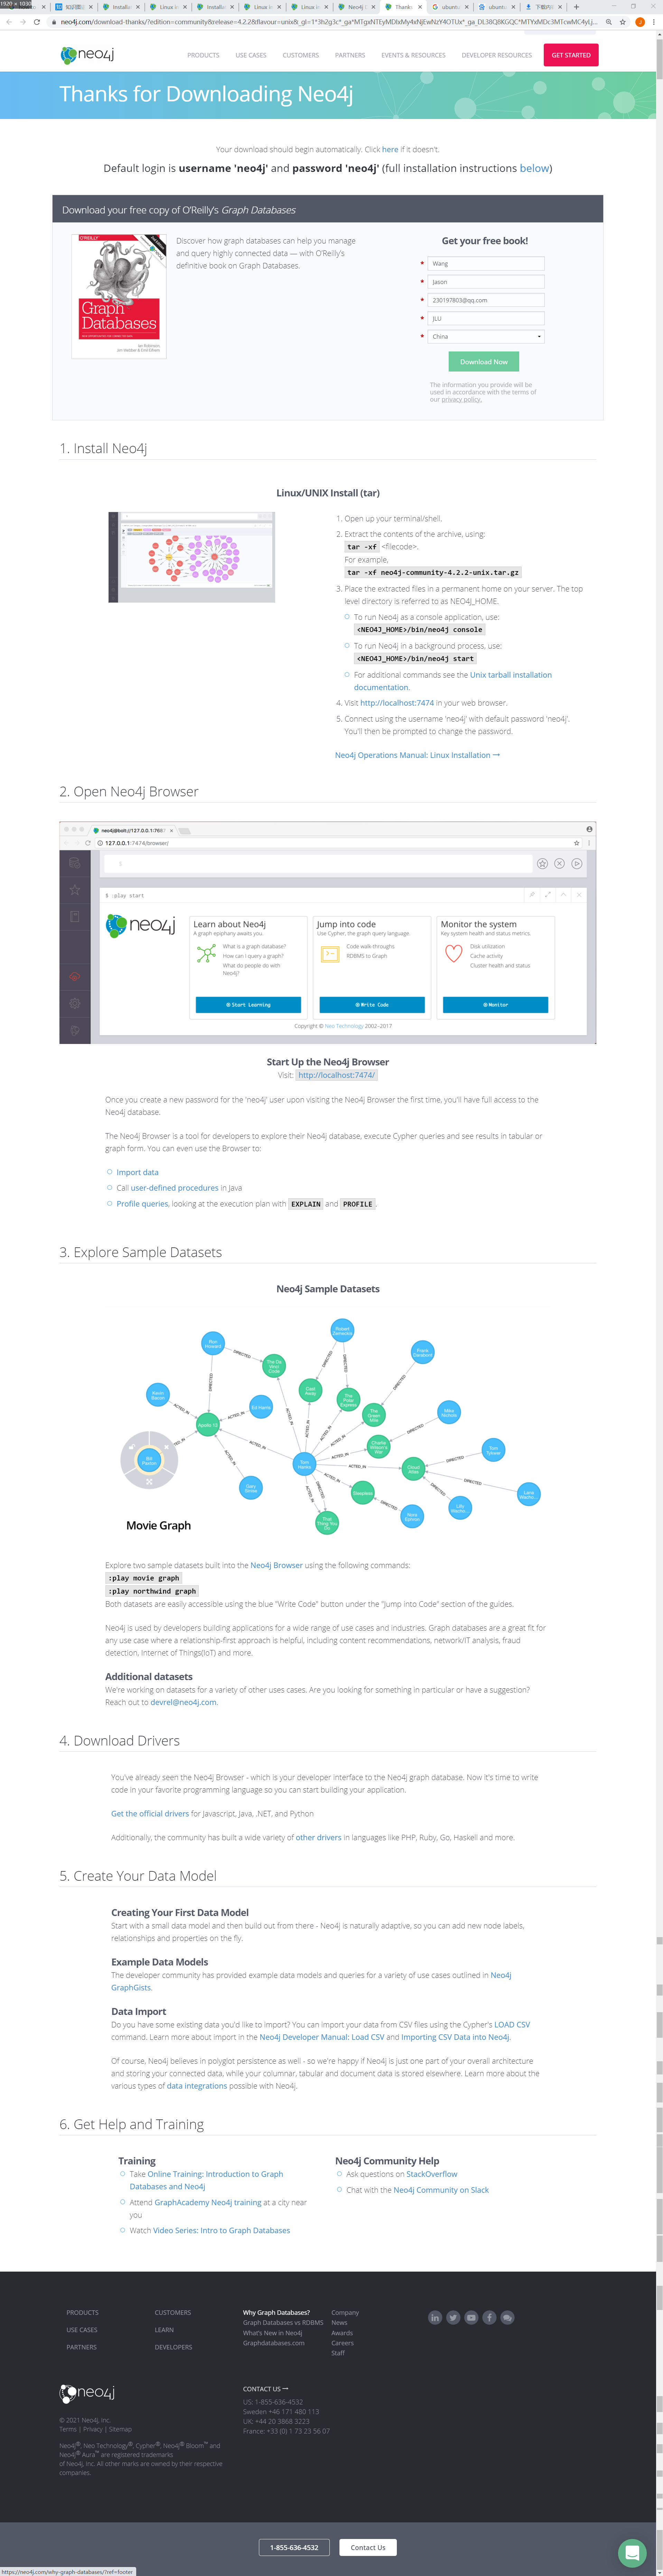 neo4j.com/download-thanks/?edition=community&release=4.2.2&flavour=unix
neo4j
PRODUCTS USE CASES CUSTOMERS PARTNERS EVENTS & RESOURCES DEVELOPER RESOURCES GET STARTED
Thanks for Downloading Neo4j
Your download should begin automatically. Click here if it doesn't.
Default login is username 'neo4j' and password 'neo4j' (full installation instructions below)
Download your free copy of O'Reilly's Graph Databases
O'REILLY
Graph
Databases
Discover how graph databases can help you manage
and query highly connected data — with O'Reilly's
definitive book on Graph Databases.
Get your free book!
* Wang
* Jason
* 230197803@qq.com
* JLU
* China
Download Now
The information you provide will be
used in accordance with the terms of
our privacy policy.
1. Install Neo4j
Linux/UNIX Install (tar)
1. Open up your terminal/shell.
2. Extract the contents of the archive, using:
tar -xf <filecode>.
For example,
tar -xf neo4j-community-4.2.2-unix.tar.gz
3. Place the extracted files in a permanent home on your server. The top
level directory is referred to as NEO4J_HOME.
To run Neo4j as a console application, use:
<NEO4J_HOME>/bin/neo4j console
To run Neo4j in a background process, use:
<NEO4J_HOME>/bin/neo4j start
For additional commands see the Unix tarball installation
documentation.
4. Visit http://localhost:7474 in your web browser.
5. Connect using the username 'neo4j' with default password 'neo4j'.
You'll then be prompted to change the password.
Neo4j Operations Manual: Linux Installation →
2. Open Neo4j Browser
127.0.0.1:7474/browser/
$
$ :play start
neo4j
Learn about Neo4j
A graph epiphany awaits you.
What is a graph database?
How can I query a graph?
What do people do with
Neo4j?
Start Learning
Jump into code
Use Cypher, the graph query language.
Code walk-throughs
RDBMS to Graph
Write Code
Monitor the system
Key system health and status metrics.
Disk utilization
Cache activity
Cluster health and status
Monitor
Copyright © Neo Technology 2002–2017
Start Up the Neo4j Browser
Visit: http://localhost:7474/
Once you create a new password for the 'neo4j' user upon visiting the Neo4j Browser the first time, you'll have full access to the
Neo4j database.
The Neo4j Browser is a tool for developers to explore their Neo4j database, execute Cypher queries and see results in tabular or
graph form. You can even use the Browser to:
Import data
Call user-defined procedures in Java
Profile queries, looking at the execution plan with EXPLAIN and PROFILE.
3. Explore Sample Datasets
Neo4j Sample Datasets
Movie Graph
Explore two sample datasets built into the Neo4j Browser using the following commands:
:play movie graph
:play northwind graph
Both datasets are easily accessible using the blue "Write Code" button under the "Jump into Code" section of the guides.
Neo4j is used by developers building applications for a wide range of use cases and industries. Graph databases are a great fit for
any use case where a relationship-first approach is helpful, including content recommendations, network/IT analysis, fraud
detection, Internet of Things(IoT) and more.
Additional datasets
We're working on datasets for a variety of other uses cases. Are you looking for something in particular or have a suggestion?
Reach out to devrel@neo4j.com.
4. Download Drivers
You've already seen the Neo4j Browser - which is your developer interface to the Neo4j graph database. Now it's time to write
code in your favorite programming language so you can start building your application.
Get the official drivers for Javascript, Java, .NET, and Python
Additionally, the community has built a wide variety of other drivers in languages like PHP, Ruby, Go, Haskell and more.
5. Create Your Data Model
Creating Your First Data Model
Start with a small data model and then build out from there - Neo4j is naturally adaptive, so you can add new node labels,
relationships and properties on the fly.
Example Data Models
The developer community has provided example data models and queries for a variety of use cases outlined in Neo4j
GraphGists.
Data Import
Do you have some existing data you'd like to import? You can import your data from CSV files using the Cypher's LOAD CSV
command. Learn more about import in the Neo4j Developer Manual: Load CSV and Importing CSV Data into Neo4j.
Of course, Neo4j believes in polyglot persistence as well - so we're happy if Neo4j is just one part of your overall architecture
and storing your connected data, while your columnar, tabular and document data is stored elsewhere. Learn more about the
various types of data integrations possible with Neo4j.
6. Get Help and Training
Training
Take Online Training: Introduction to Graph
Databases and Neo4j
Attend GraphAcademy Neo4j training at a city near
you
Watch Video Series: Intro to Graph Databases
Neo4j Community Help
Ask questions on StackOverflow
Chat with the Neo4j Community on Slack
PRODUCTS
USE CASES
PARTNERS
CUSTOMERS
LEARN
DEVELOPERS
Why Graph Databases?
Graph Databases vs RDBMS
What's New in Neo4j
Graphdatabases.com
Company
News
Awards
Careers
Staff
neo4j
© 2021 Neo4j, Inc.
Terms | Privacy | Sitemap
Neo4j®, Neo Technology®, Cypher®, Neo4j® Bloom™ and
Neo4j® Aura™ are registered trademarks
of Neo4j, Inc. All other marks are owned by their respective
companies.
CONTACT US →
US: 1-855-636-4532
Sweden +46 171 480 113
UK: +44 20 3868 3223
France: +33 (0) 1 73 23 56 07
1-855-636-4532
Contact Us
https://neo4j.com/why-graph-databases/?ref=footer